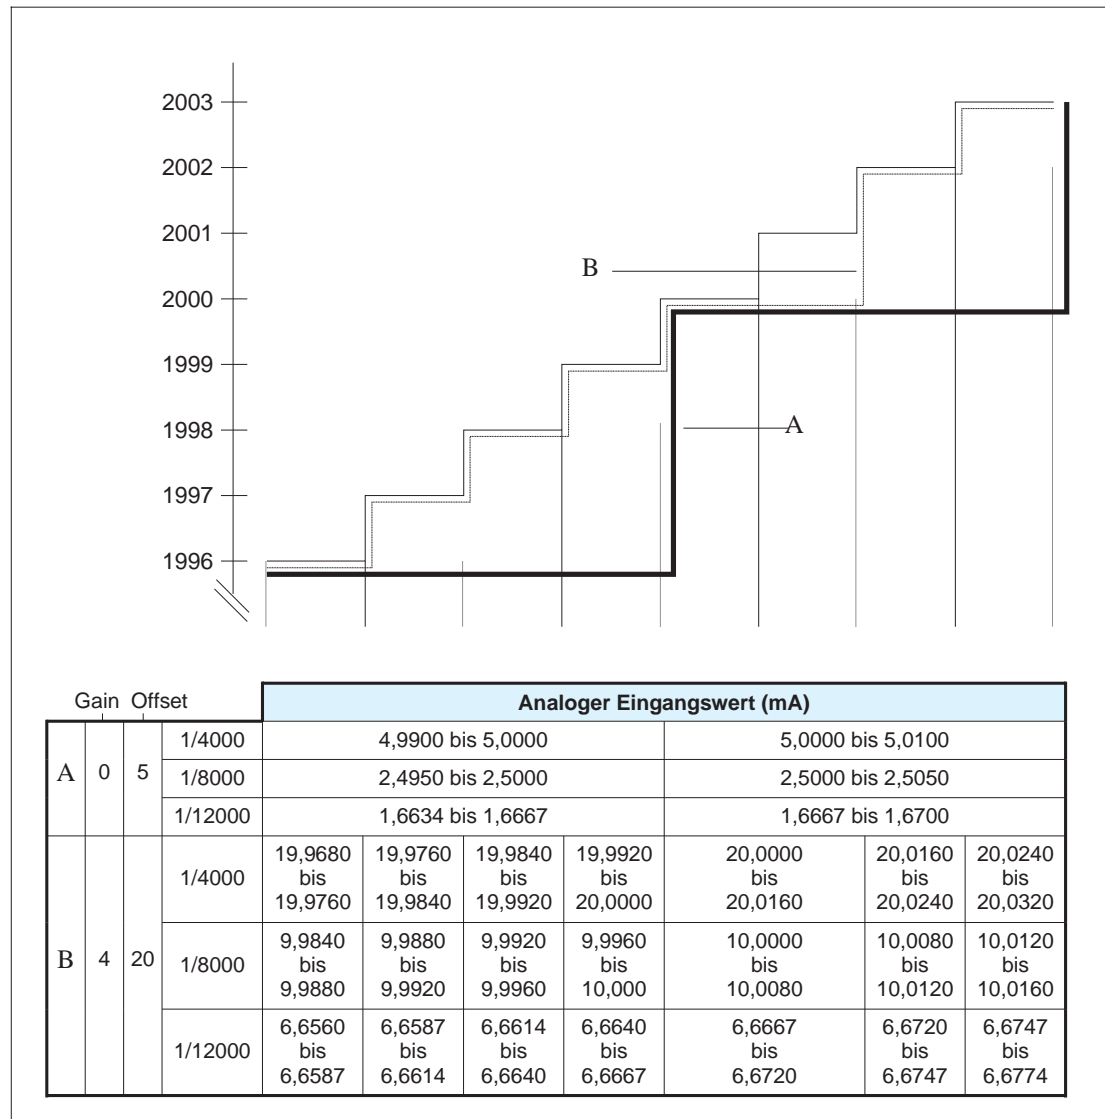 2003
2002
2001
B
2000
1999
1998
A
1997
1996
Gain Offset
Analoger Eingangswert (mA)
A 0 5
1/4000 4,9900 bis 5,0000 5,0000 bis 5,0100
1/8000 2,4950 bis 2,5000 2,5000 bis 2,5050
1/12000 1,6634 bis 1,6667 1,6667 bis 1,6700
B 4 20
1/4000
19,9680 19,9760 19,9840 19,9920 20,0000 20,0160 20,0240
bis bis bis bis bis bis bis
19,9760 19,9840 19,9920 20,0000 20,0160 20,0240 20,0320
1/8000
9,9840 9,9880 9,9920 9,9960 10,0000 10,0080 10,0120
bis bis bis bis bis bis bis
9,9880 9,9920 9,9960 10,000 10,0080 10,0120 10,0160
1/12000
6,6560 6,6587 6,6614 6,6640 6,6667 6,6720 6,6747
bis bis bis bis bis bis bis
6,6587 6,6614 6,6640 6,6667 6,6720 6,6747 6,6774